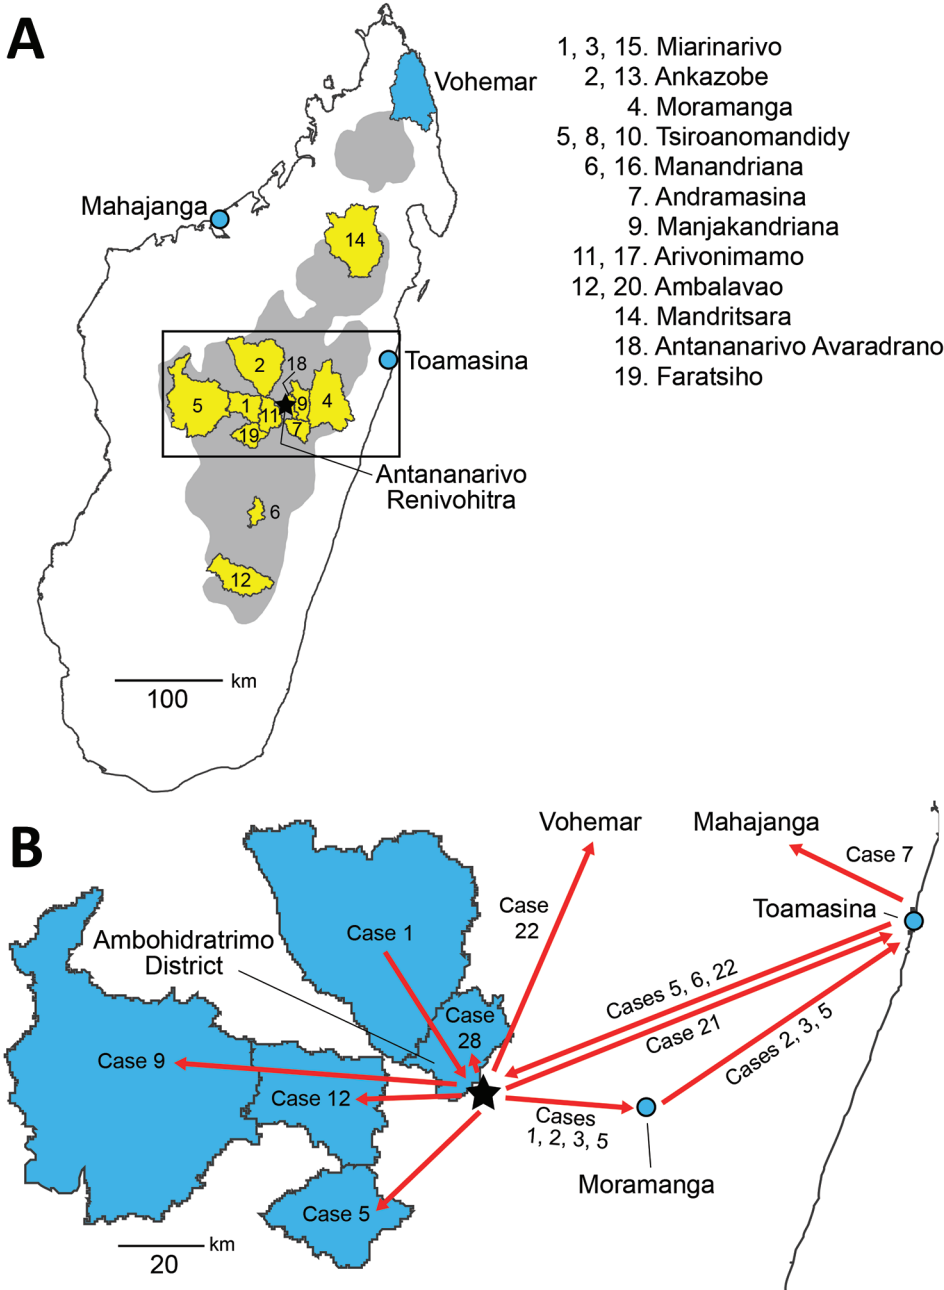 A
Vohemar
Mahajanga
14
2
18
Toamasina
5
1
11
9
4
19
7
Antananarivo
Renivohitra
6
12
100
km
1, 3, 15. Miarinarivo
2, 13. Ankazobe
4. Moramanga
5, 8, 10. Tsiroanomandidy
6, 16. Manandriana
7. Andramasina
9. Manjakandriana
11, 17. Arivonimamo
12, 20. Ambalavao
14. Mandritsara
18. Antananarivo Avaradrano
19. Faratsiho
B
Vohemar
Mahajanga
Case 7
Toamasina
Case
22
Case 1
Ambohidratrimo
District
Cases 5, 6, 22
Case 21
Cases 2, 3, 5
Case
28
Case 9
Case 12
Cases
1, 2, 3, 5
Moramanga
Case 5
km
20